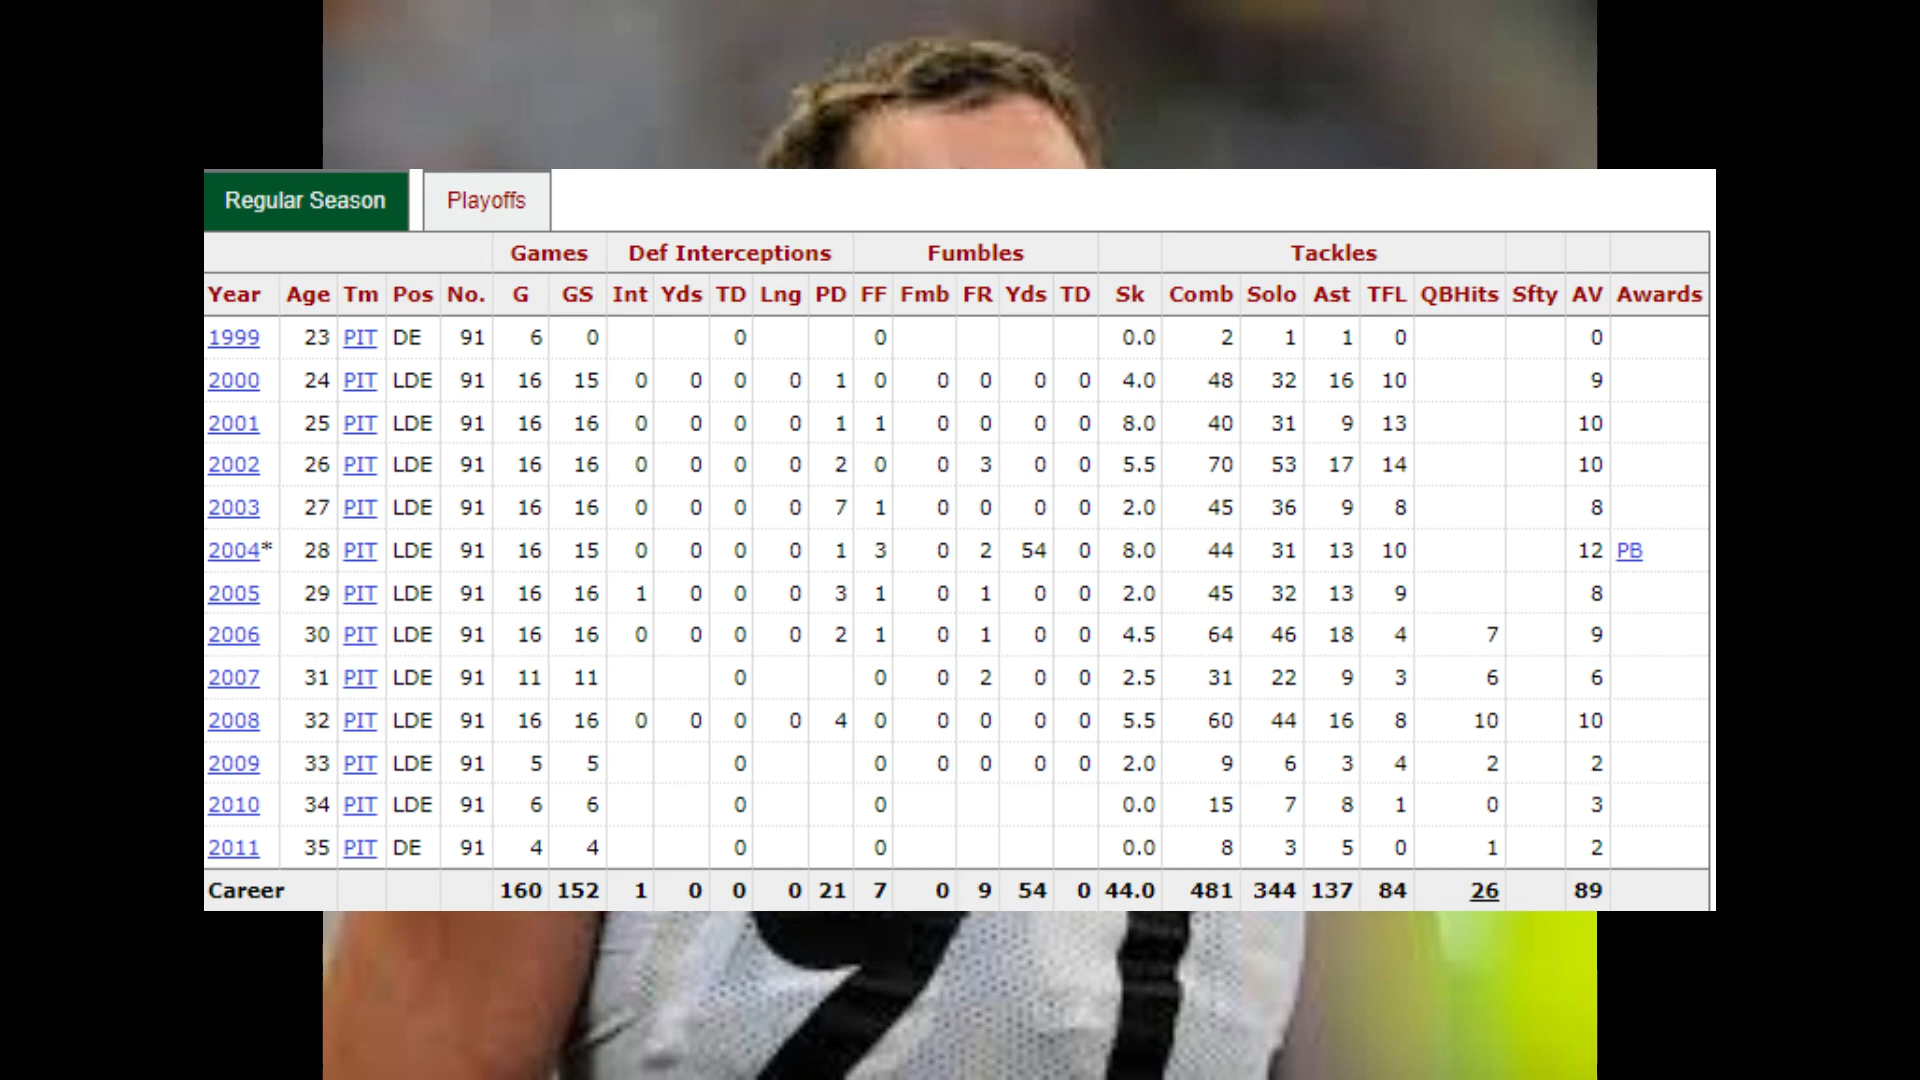 Regular Season Playoffs
Games Def Interceptions Fumbles Tackles
Year Age Tm Pos No. G GS Int Yds TD Lng PD FF Fmb FR Yds TD Sk Comb Solo Ast TFL QBHits Sfty AV Awards
1999 23 PIT DE 91 6 0 0 0 0.0 2 1 1 0 0
2000 24 PIT LDE 91 16 15 0 0 0 0 1 0 0 0 0 0 4.0 48 32 16 10 9
2001 25 PIT LDE 91 16 16 0 0 0 0 1 1 0 0 0 0 8.0 40 31 9 13 10
2002 26 PIT LDE 91 16 16 0 0 0 0 2 0 0 3 0 0 5.5 70 53 17 14 10
2003 27 PIT LDE 91 16 16 0 0 0 0 7 1 0 0 0 0 2.0 45 36 9 8 8
2004* 28 PIT LDE 91 16 15 0 0 0 0 1 3 0 2 54 0 8.0 44 31 13 10 12 PB
2005 29 PIT LDE 91 16 16 1 0 0 0 3 1 0 1 0 0 2.0 45 32 13 9 8
2006 30 PIT LDE 91 16 16 0 0 0 0 2 1 0 1 0 0 4.5 64 46 18 4 7 9
2007 31 PIT LDE 91 11 11 0 0 0 2 0 0 2.5 31 22 9 3 6 6
2008 32 PIT LDE 91 16 16 0 0 0 0 4 0 0 0 0 0 5.5 60 44 16 8 10 10
2009 33 PIT LDE 91 5 5 0 0 0 0 0 0 2.0 9 6 3 4 2 2
2010 34 PIT LDE 91 6 6 0 0 0.0 15 7 8 1 0 3
2011 35 PIT DE 91 4 4 0 0 0.0 8 3 5 0 1 2
Career 160 152 1 0 0 0 21 7 0 9 54 0 44.0 481 344 137 84 26 89
91